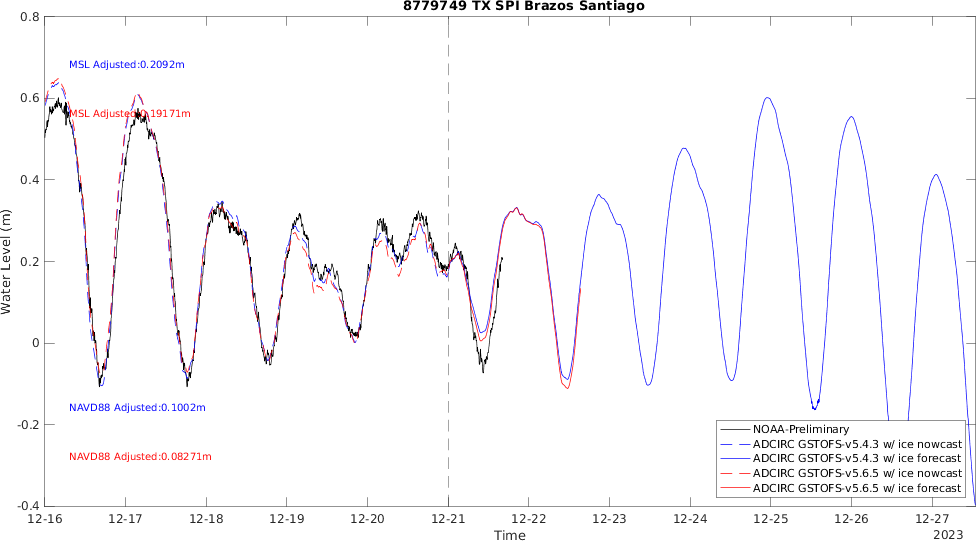 8779749 TX SPI Brazos Santiago
0.8
MSL Adjusted:0.2092m
0.6
MSL Adjusted:0.19171m
0.4
0.2
0
-0.2
-0.4
Water Level (m)
NAVD88 Adjusted:0.1002m
NAVD88 Adjusted:0.08271m
NOAA-Preliminary
ADCIRC GSTOFS-v5.4.3 w/ ice nowcast
ADCIRC GSTOFS-v5.4.3 w/ ice forecast
ADCIRC GSTOFS-v5.6.5 w/ ice nowcast
ADCIRC GSTOFS-v5.6.5 w/ ice forecast
12-16 12-17 12-18 12-19 12-20 12-21 12-22 12-23 12-24 12-25 12-26 12-27
Time
2023